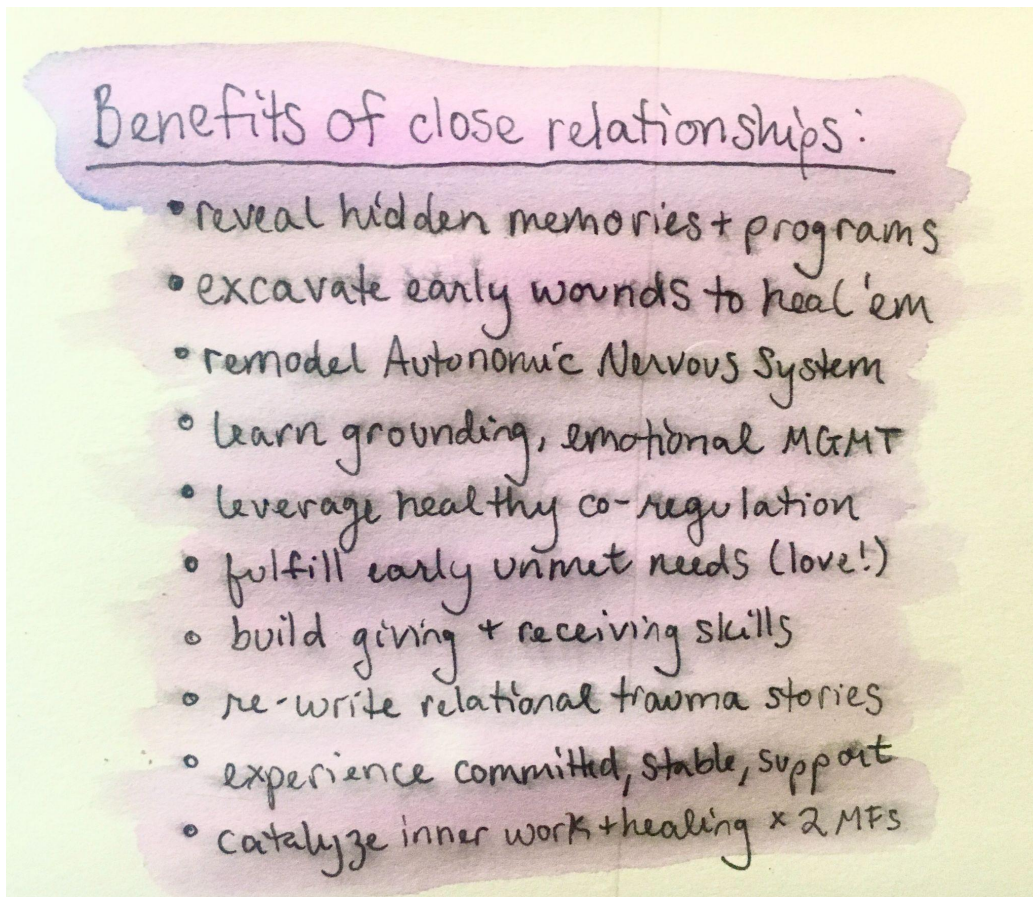 Benefits of close relationships:
• reveal hidden memories + programs
• excavate early wounds to heal 'em
• remodel Autonomic Nervous System
• learn grounding, emotional MGMT
• leverage healthy co-regulation
• fulfill early unmet needs (love!)
• build giving + receiving skills
• re-write relational trauma stories
• experience committed, stable, support
• catalyze inner work + healing x 2 MFs